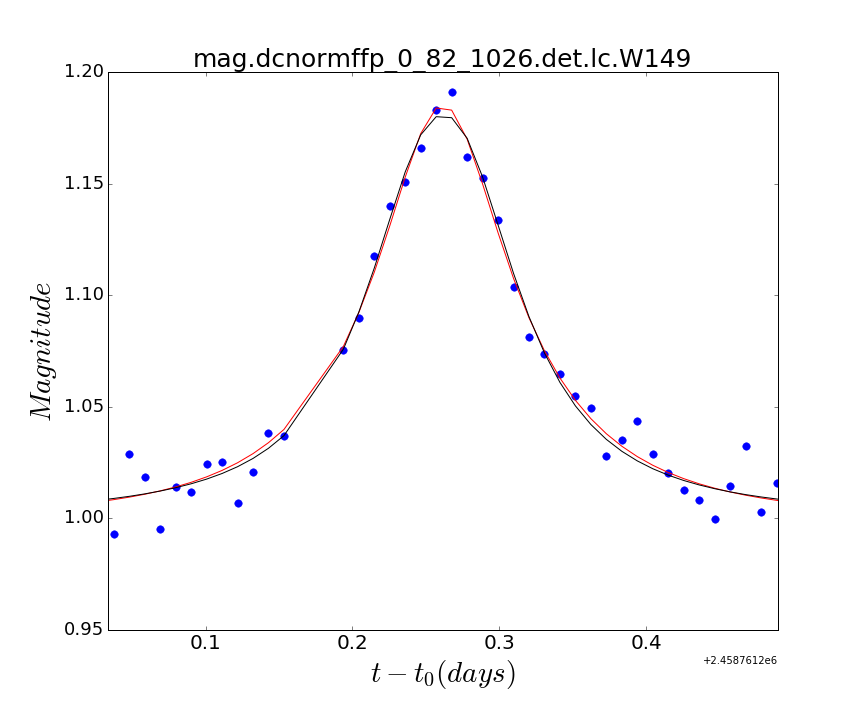 mag.dcnormffp_0_82_1026.det.lc.W149
1.20
1.15
1.10
1.05
1.00
0.95
Magnitude
0.1 0.2 0.3 0.4
+2.4587612e6
t − t₀(days)